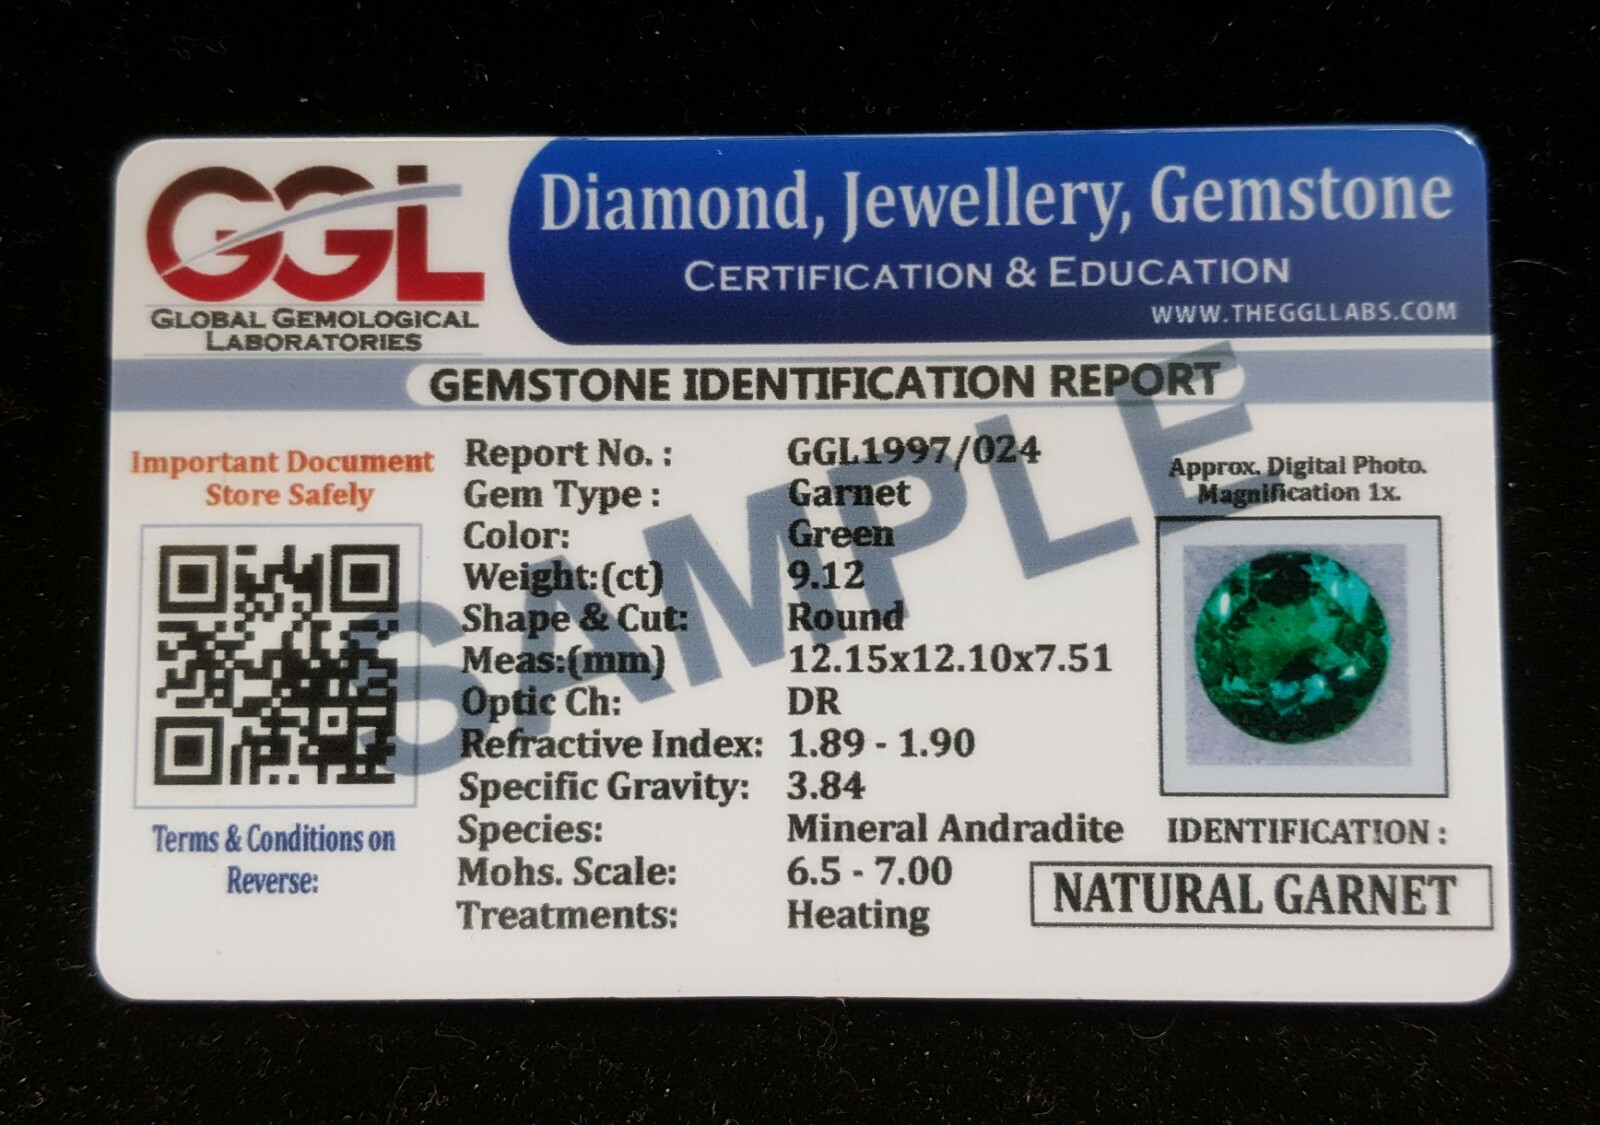 GGL
GLOBAL GEMOLOGICAL
LABORATORIES
Diamond, Jewellery, Gemstone
CERTIFICATION & EDUCATION
WWW.THEGGLLABS.COM
GEMSTONE IDENTIFICATION REPORT
Important Document
Store Safely
Terms & Conditions on
Reverse:
Report No. : GGL1997/024
Gem Type : Garnet
Color: Green
Weight:(ct) 9.12
Shape & Cut: Round
Meas:(mm) 12.15x12.10x7.51
Optic Ch: DR
Refractive Index: 1.89 - 1.90
Specific Gravity: 3.84
Species: Mineral Andradite
Mohs. Scale: 6.5 - 7.00
Treatments: Heating
SAMPLE
Approx. Digital Photo.
Magnification 1x.
IDENTIFICATION :
NATURAL GARNET